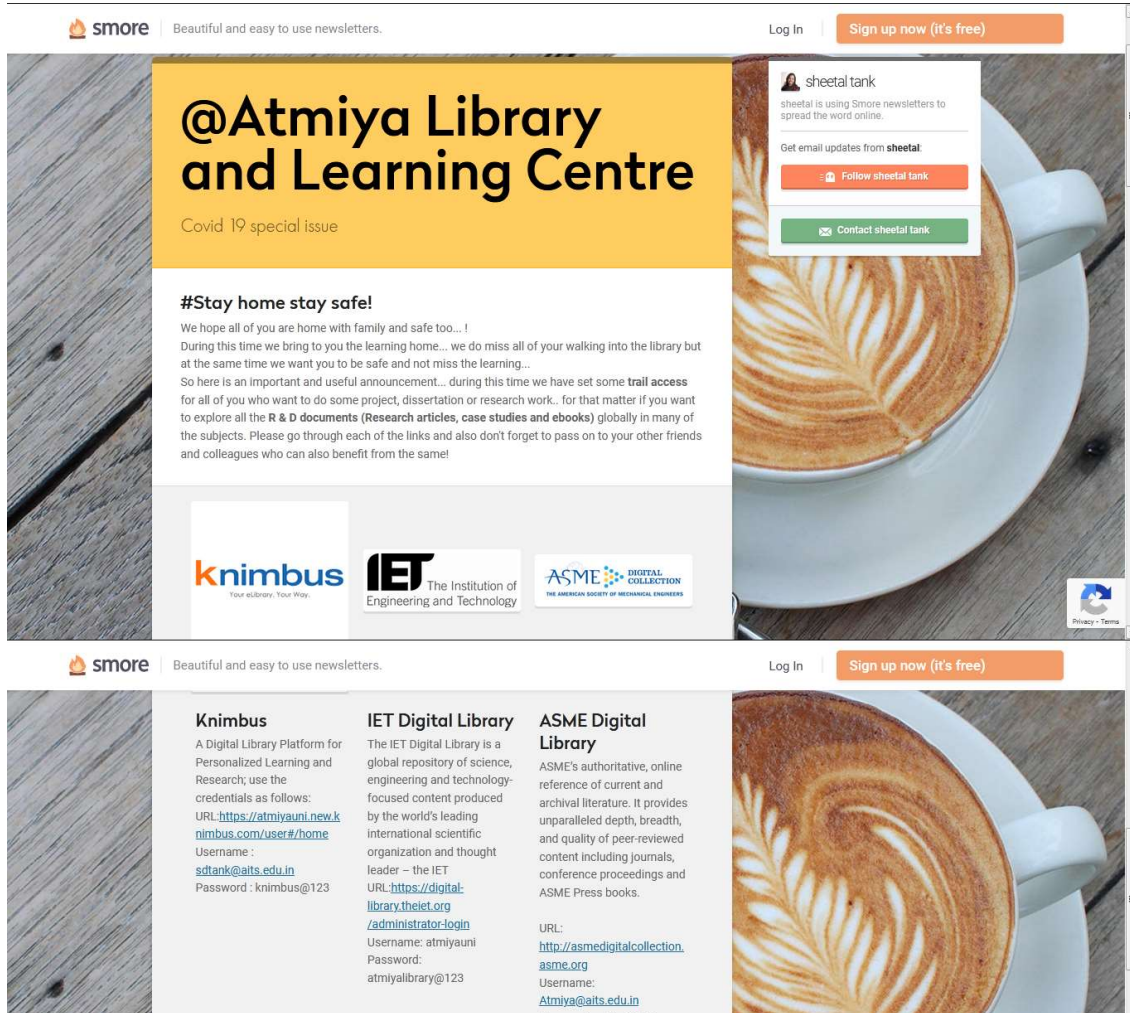 smore
Beautiful and easy to use newsletters.
Log In
Sign up now (it's free)
@Atmiya Library
and Learning Centre
Covid 19 special issue
sheetal tank
sheetal is using Smore newsletters to
spread the word online.
Get email updates from sheetal:
Follow sheetal tank
Contact sheetal tank
#Stay home stay safe!
We hope all of you are home with family and safe too... !
During this time we bring to you the learning home... we do miss all of your walking into the library but
at the same time we want you to be safe and not miss the learning...
So here is an important and useful announcement... during this time we have set some trail access
for all of you who want to do some project, dissertation or research work.. for that matter if you want
to explore all the R & D documents (Research articles, case studies and ebooks) globally in many of
the subjects. Please go through each of the links and also don't forget to pass on to your other friends
and colleagues who can also benefit from the same!
knimbus
Your eLibrary. Your Way.
IET The Institution of
Engineering and Technology
ASME DIGITAL
COLLECTION
THE AMERICAN SOCIETY OF MECHANICAL ENGINEERS
Privacy - Terms
smore
Beautiful and easy to use newsletters.
Log In
Sign up now (it's free)
Knimbus
A Digital Library Platform for
Personalized Learning and
Research; use the
credentials as follows:
URL:https://atmiyauni.new.k
nimbus.com/user#/home
Username :
sdtank@aits.edu.in
Password : knimbus@123
IET Digital Library
The IET Digital Library is a
global repository of science,
engineering and technology-
focused content produced
by the world's leading
international scientific
organization and thought
leader – the IET
URL:https://digital-
library.theiet.org
/administrator-login
Username: atmiyauni
Password:
atmiyalibrary@123
ASME Digital
Library
ASME's authoritative, online
reference of current and
archival literature. It provides
unparalleled depth, breadth,
and quality of peer-reviewed
content including journals,
conference proceedings and
ASME Press books.
URL:
http://asmedigitalcollection.
asme.org
Username:
Atmiya@aits.edu.in